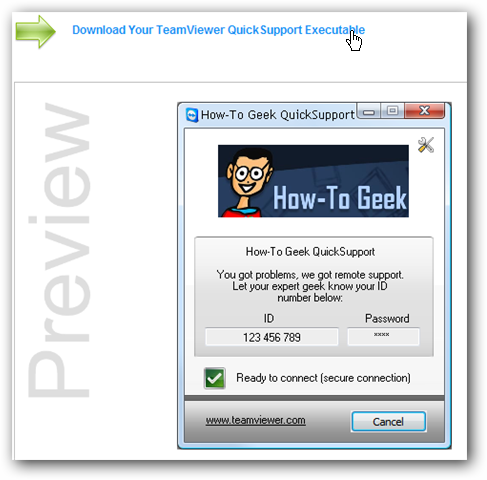 Download Your TeamViewer QuickSupport Executable
Preview
How-To Geek QuickSupport
How-To Geek
How-To Geek QuickSupport
You got problems, we got remote support.
Let your expert geek know your ID
number below:
ID Password
123 456 789 ****
Ready to connect (secure connection)
www.teamviewer.com Cancel